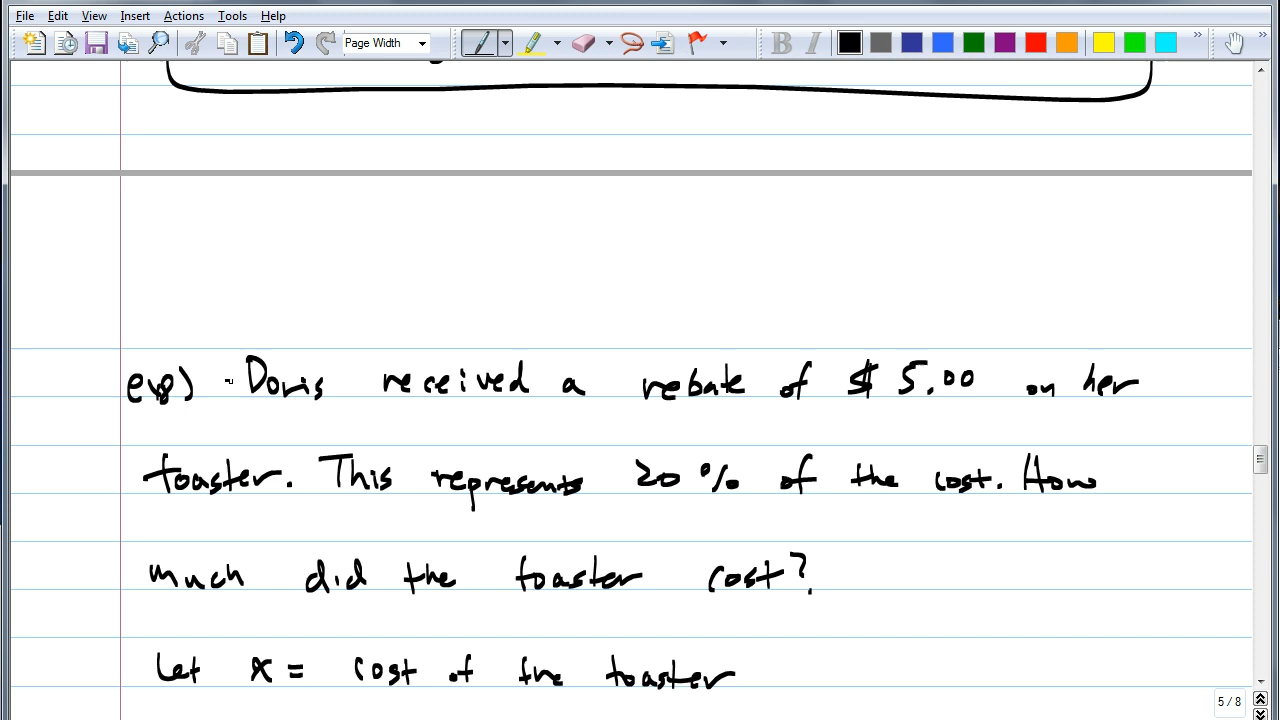 File Edit View Insert Actions Tools Help
Page Width B I
ex8) Doris received a rebate of $ 5.00 on her
toaster. This represents 20% of the cost. How
much did the toaster cost?
Let x = cost of the toaster
5 / 8